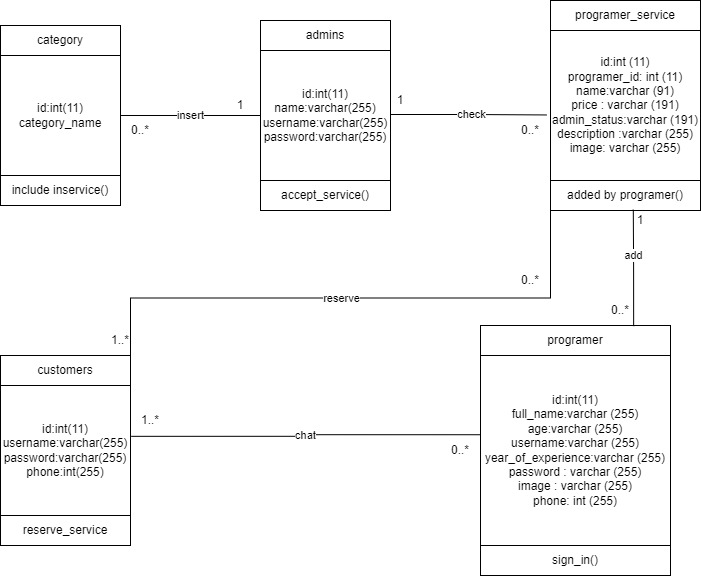 category
id:int(11)
category_name
include inservice()
insert
0..*
1
admins
id:int(11)
name:varchar(255)
username:varchar(255)
password:varchar(255)
accept_service()
1
check
0..*
programer_service
id:int (11)
programer_id: int (11)
name:varchar (91)
price : varchar (191)
admin_status:varchar (191)
description :varchar (255)
image: varchar (255)
added by programer()
1
add
0..*
0..*
reserve
1..*
customers
id:int(11)
username:varchar(255)
password:varchar(255)
phone:int(255)
reserve_service
1..*
chat
0..*
programer
id:int(11)
full_name:varchar (255)
age:varchar (255)
username:varchar (255)
year_of_experience:varchar (255)
password : varchar (255)
image : varchar (255)
phone: int (255)
sign_in()